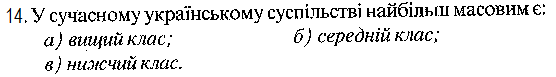 14. У сучасному українському суспільстві найбільш масовим є:
а) вищий клас; б) середній клас;
в) нижчий клас.